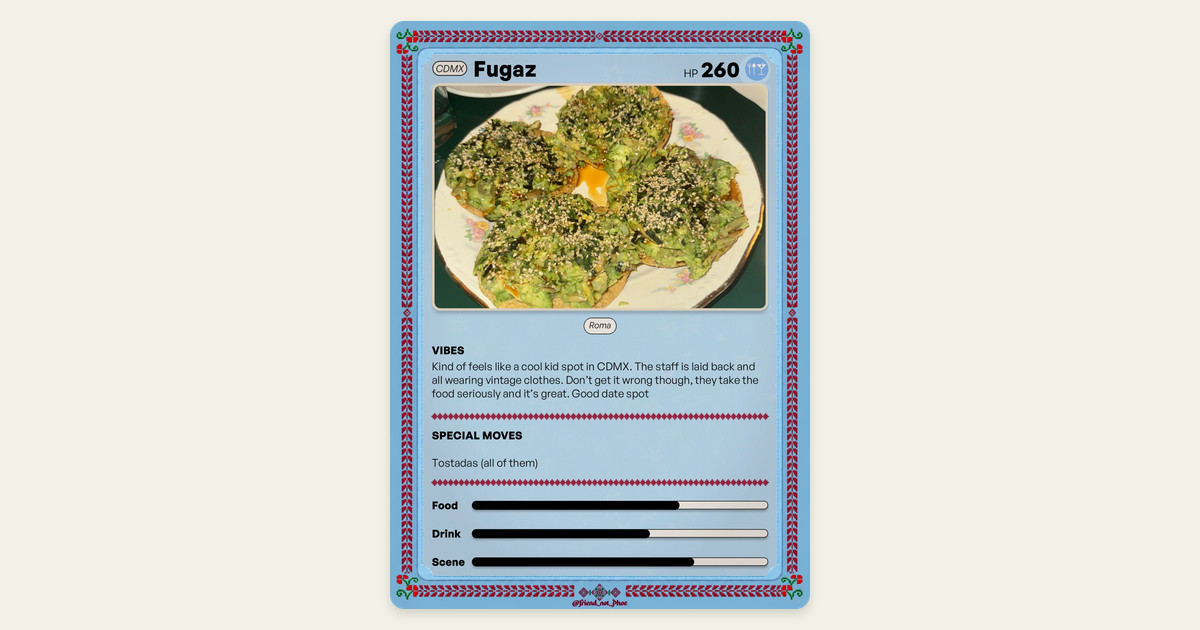 CDMX Fugaz HP 260
Roma
VIBES
Kind of feels like a cool kid spot in CDMX. The staff is laid back and
all wearing vintage clothes. Don't get it wrong though, they take the
food seriously and it's great. Good date spot
SPECIAL MOVES
Tostadas (all of them)
Food
Drink
Scene
@friend_not_phoe